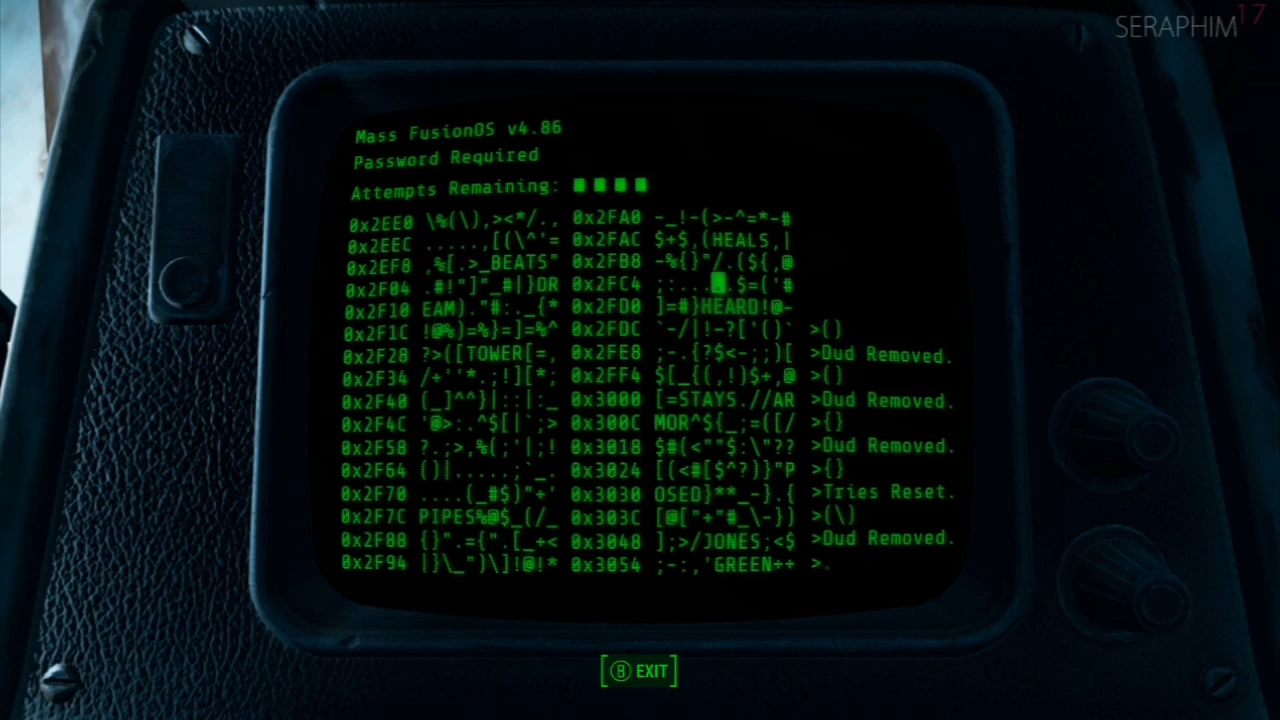 SERAPHIM17
Mass FusionOS v4.86
Password Required
Attempts Remaining: ■ ■ ■ ■
0x2EE0 \%(\),><*/., 0x2FA0 -_!-(>-^=*-#
0x2EEC .....,[(\^'= 0x2FAC $+$,(HEALS,|
0x2EF8 ,%[.>_BEATS" 0x2FB8 -%{}"/.(${,@
0x2F04 .#!"]"_#|}DR 0x2FC4 ;:.....$=('#
0x2F10 EAM)."#:._{* 0x2FD0 ]=#}HEARD!@-
0x2F1C !@%)=%}=]=%^ 0x2FDC `-/|!-?['()` >()
0x2F28 ?>([TOWER[=, 0x2FE8 ;-.{?$<-;;)[ >Dud Removed.
0x2F34 /+''*.;!][*; 0x2FF4 $[_{(,!)$+,@ >()
0x2F40 (_]^^}|::|:_ 0x3000 [=STAYS.//AR >Dud Removed.
0x2F4C '@>:.^$[|`;> 0x300C MOR^${_;=([/ >{}
0x2F58 ?.;>,%(;'|;! 0x3018 $#(<""$:\"?? >Dud Removed.
0x2F64 ()|.....;`_. 0x3024 [(<#[$^?)}"P >{}
0x2F70 ....(_#$)"+' 0x3030 OSED}**_-}.{ >Tries Reset.
0x2F7C PIPES%@$_(/_ 0x303C [@["+"#_\-}) >(\)
0x2F88 {}".={".[_+< 0x3048 ];>/JONES;<$ >Dud Removed.
0x2F94 |}\_")\]!@!* 0x3054 ;-:,'GREEN++ >.
B EXIT